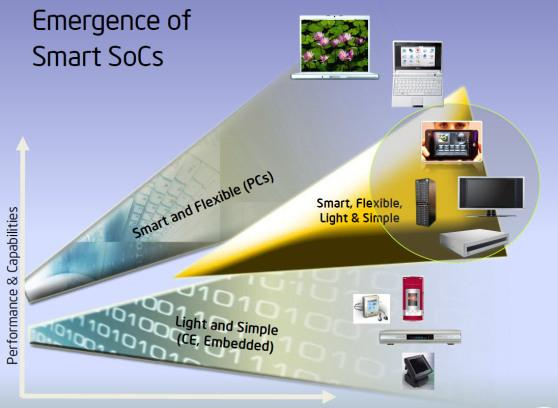 Emergence of
Smart SoCs
Smart and Flexible (PCs)
Smart, Flexible,
Light & Simple
Light and Simple
(CE, Embedded)
Performance & Capabilities